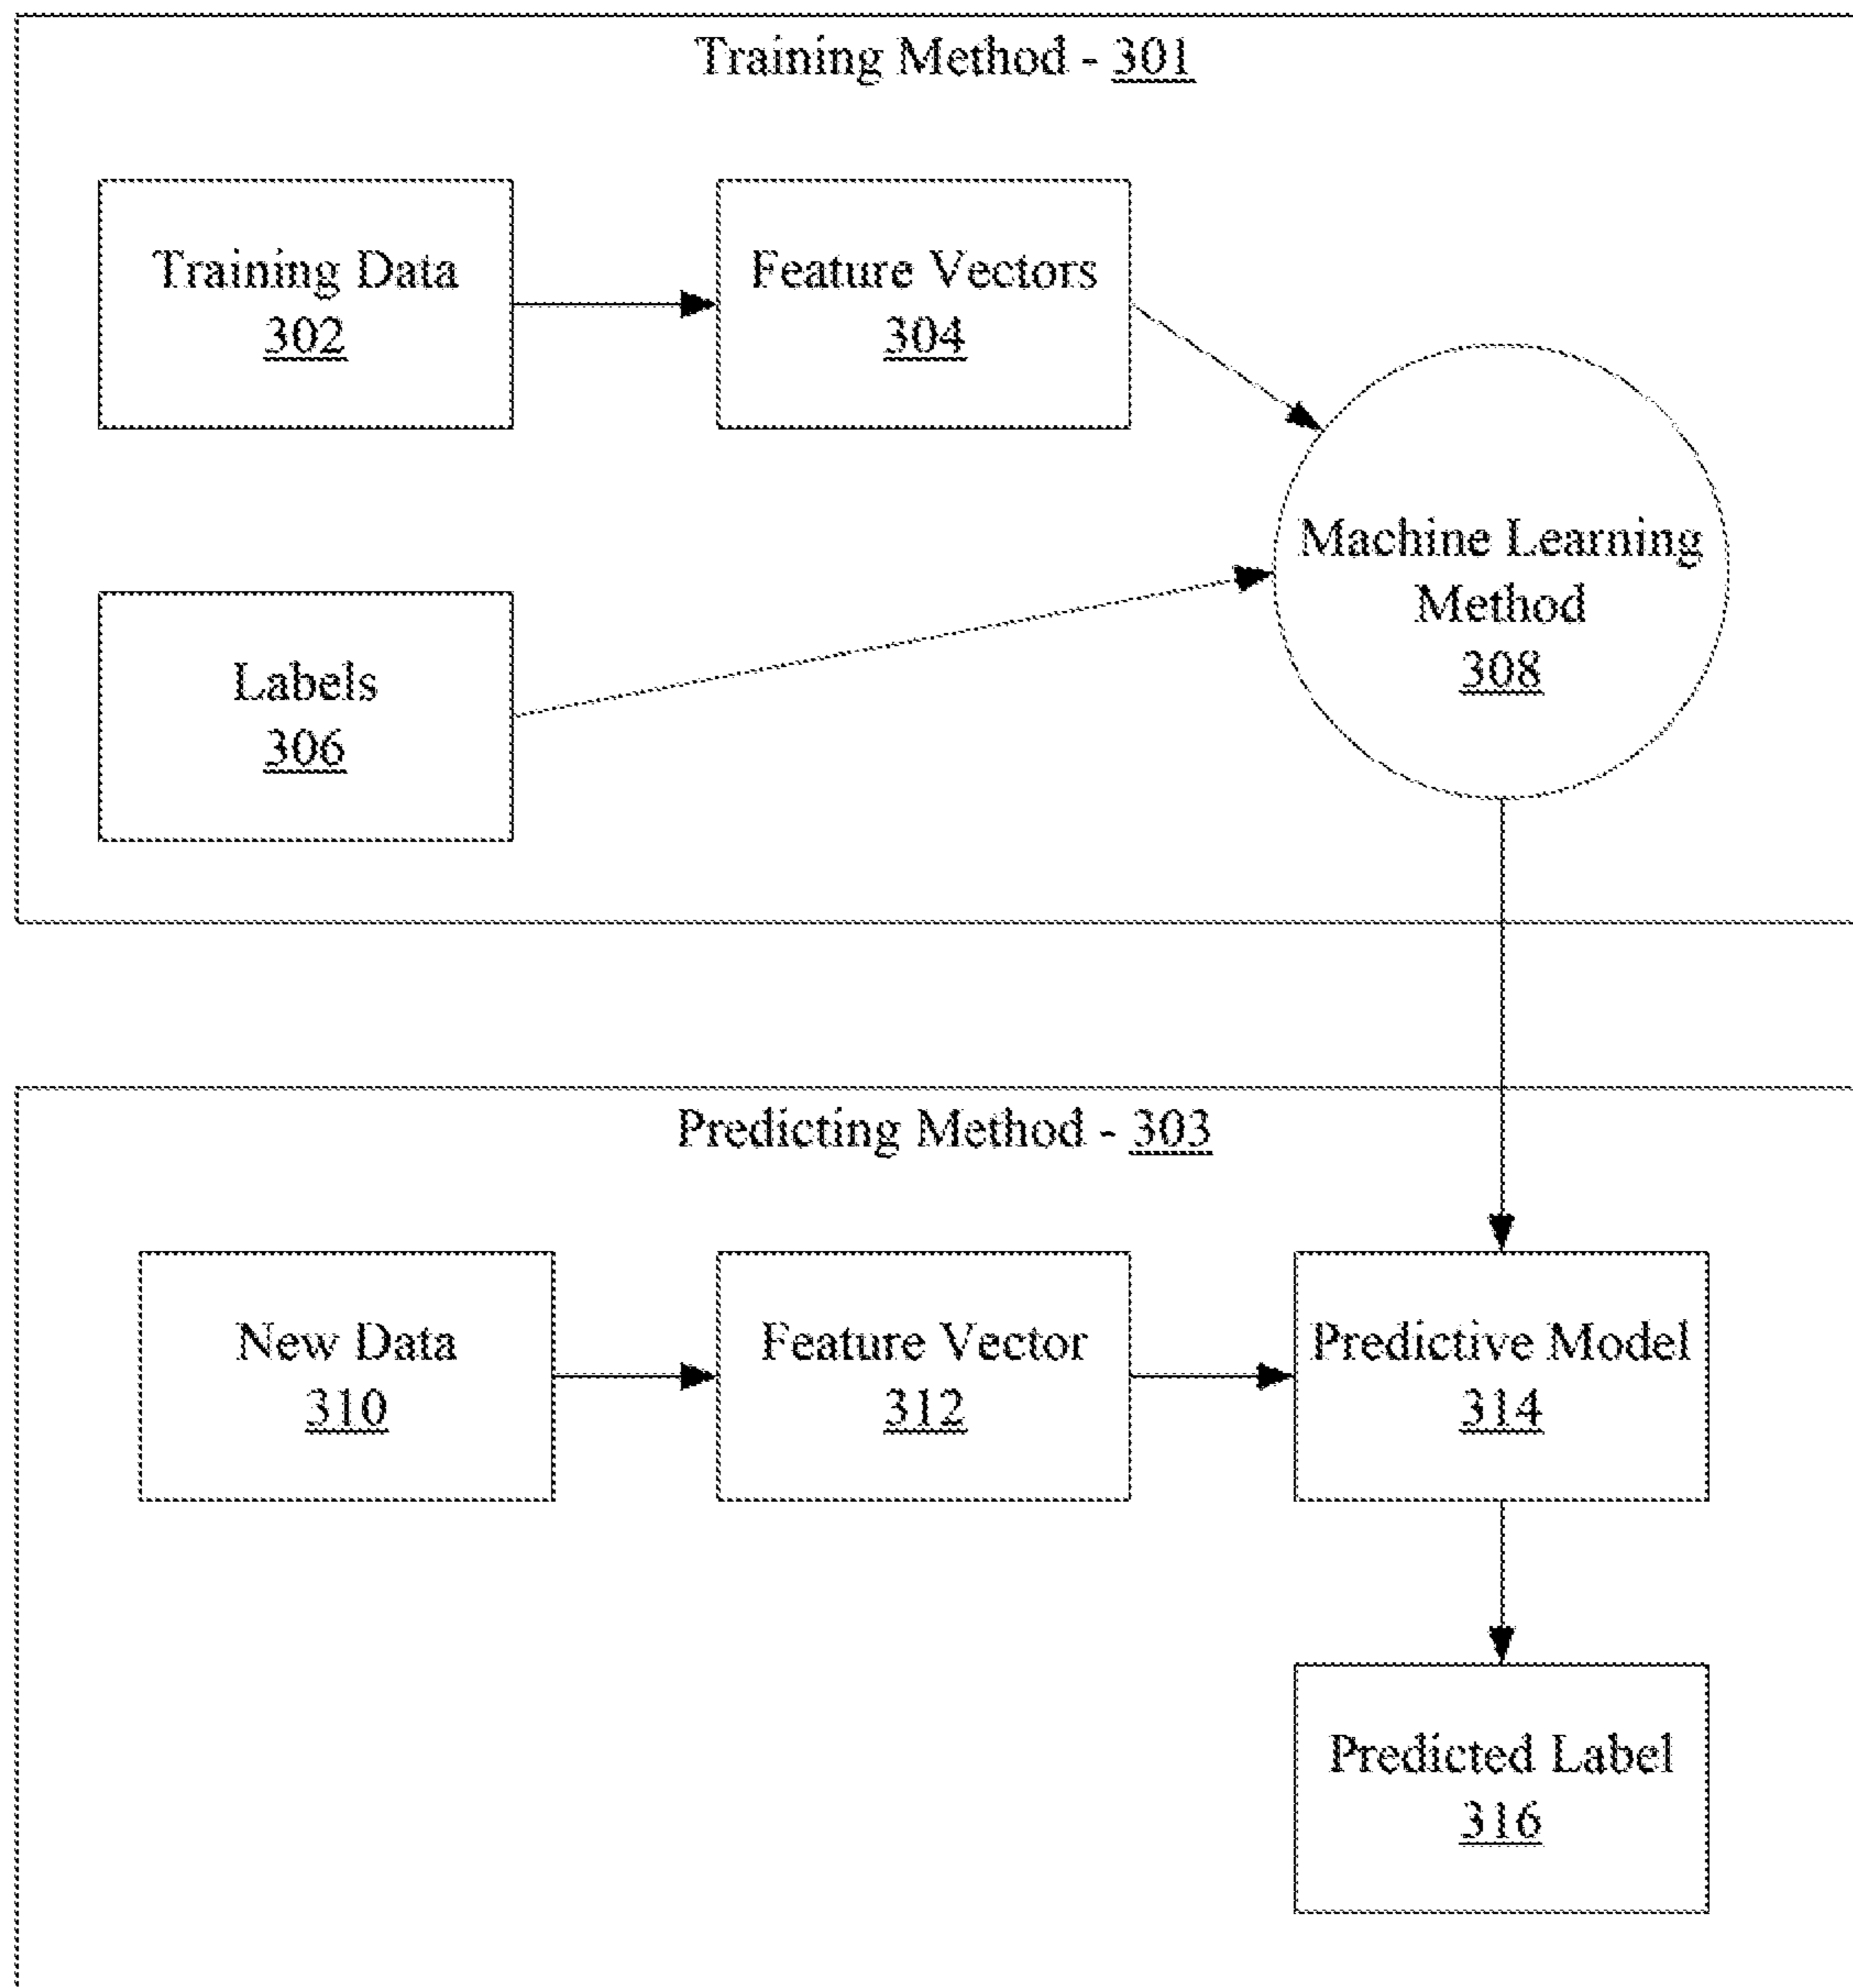 Training Method - 301
Training Data
302
Feature Vectors
304
Machine Learning
Method
308
Labels
306
Predicting Method - 303
New Data
310
Feature Vector
312
Predictive Model
314
Predicted Label
316